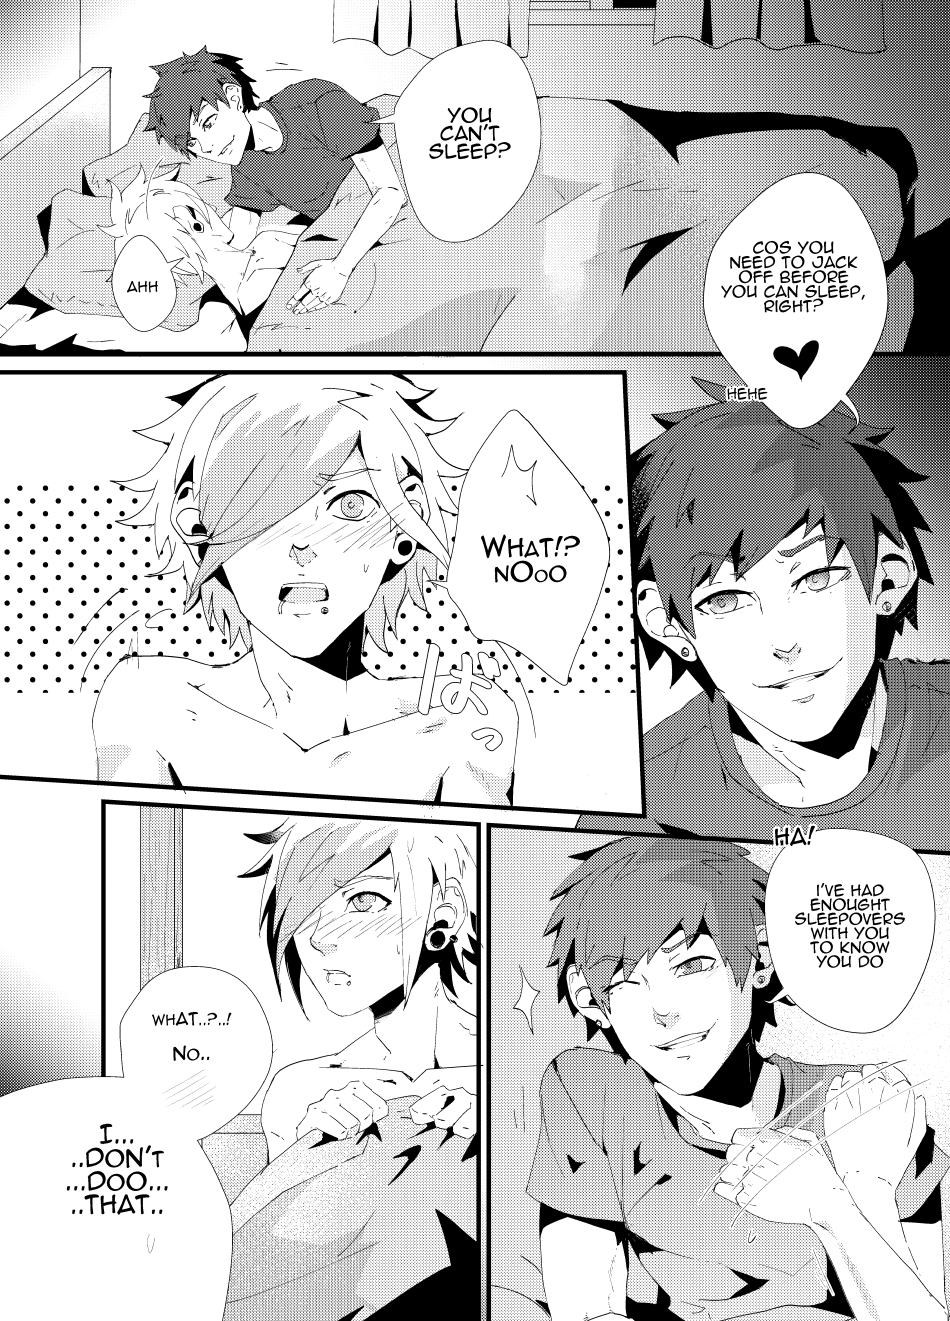 YOU
CAN'T
SLEEP?
AHH
COS YOU
NEED TO JACK
OFF BEFORE
YOU CAN SLEEP,
RIGHT?
HEHE
WHAT!?
NOoo
ばっ
HA!
I'VE HAD
ENOUGHT
SLEEPOVERS
WITH YOU
TO KNOW
YOU DO
WHAT..?..!
NO..
I...
..DON'T
...DOO...
..THAT..